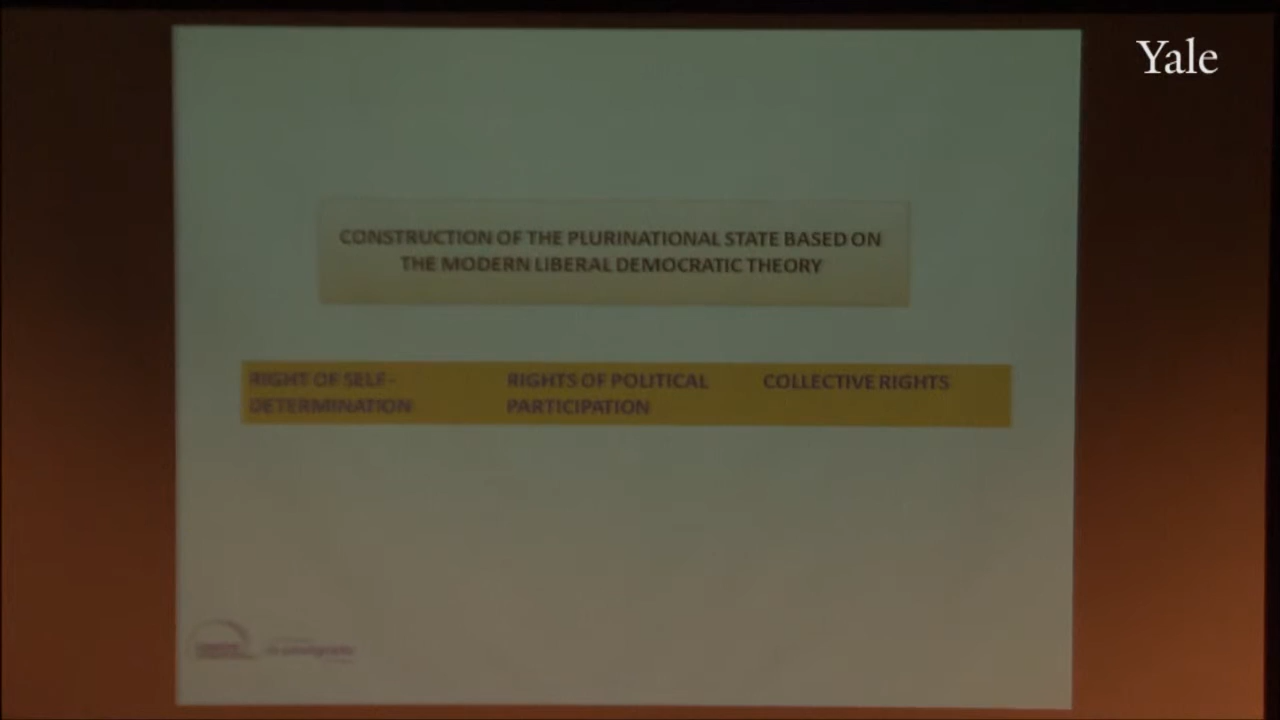 Yale
CONSTRUCTION OF THE PLURINATIONAL STATE BASED ON
THE MODERN LIBERAL DEMOCRATIC THEORY
RIGHT OF SELF-
DETERMINATION
RIGHTS OF POLITICAL
PARTICIPATION
COLLECTIVE RIGHTS